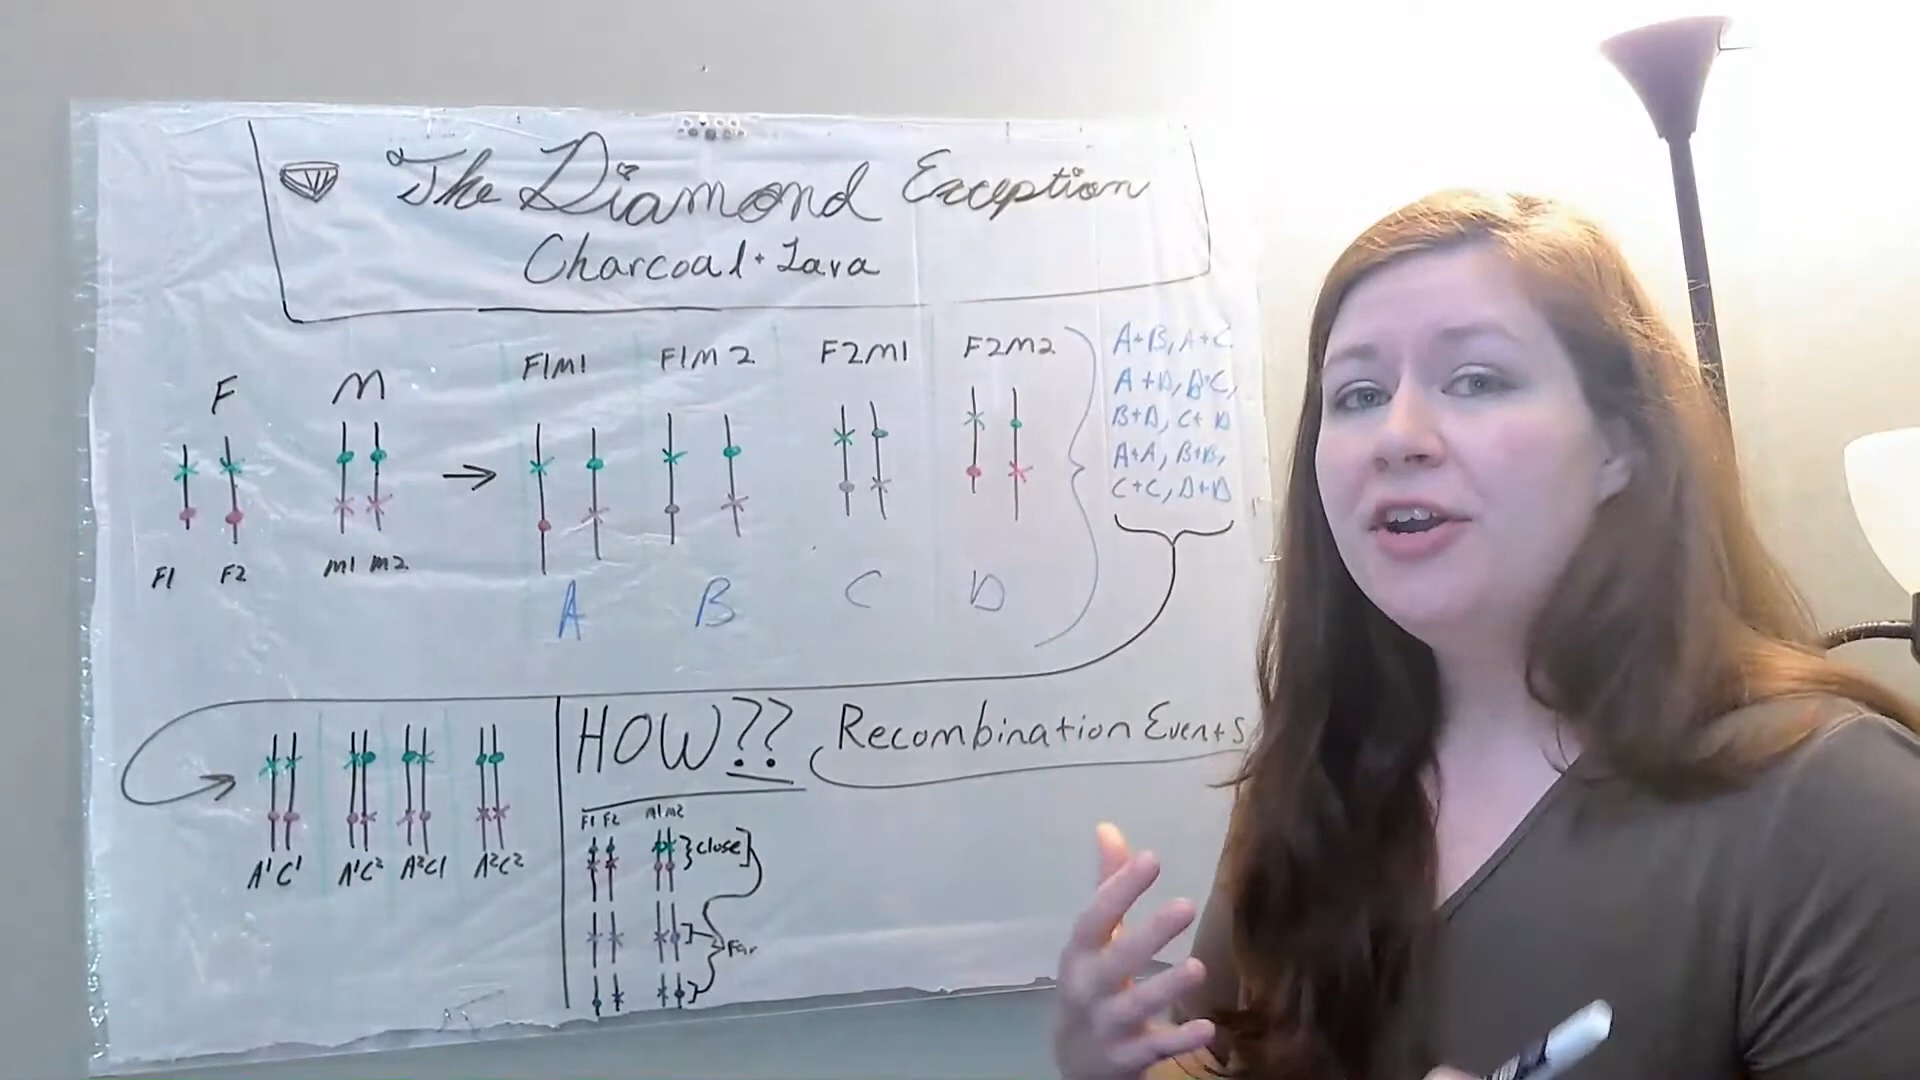 The Diamond Exception
Charcoal + Lava
F M
F1 F2 M1 M2
F1M1 F1M2 F2M1 F2M2
A B C D
A+B, A+C
A+D, B+C,
B+D, C+D
A+A, B+B,
C+C, D+D
A¹C¹ A¹C² A²C1 A²C²
HOW??
Recombination Events
F1 F2 M1 M2
close
Far